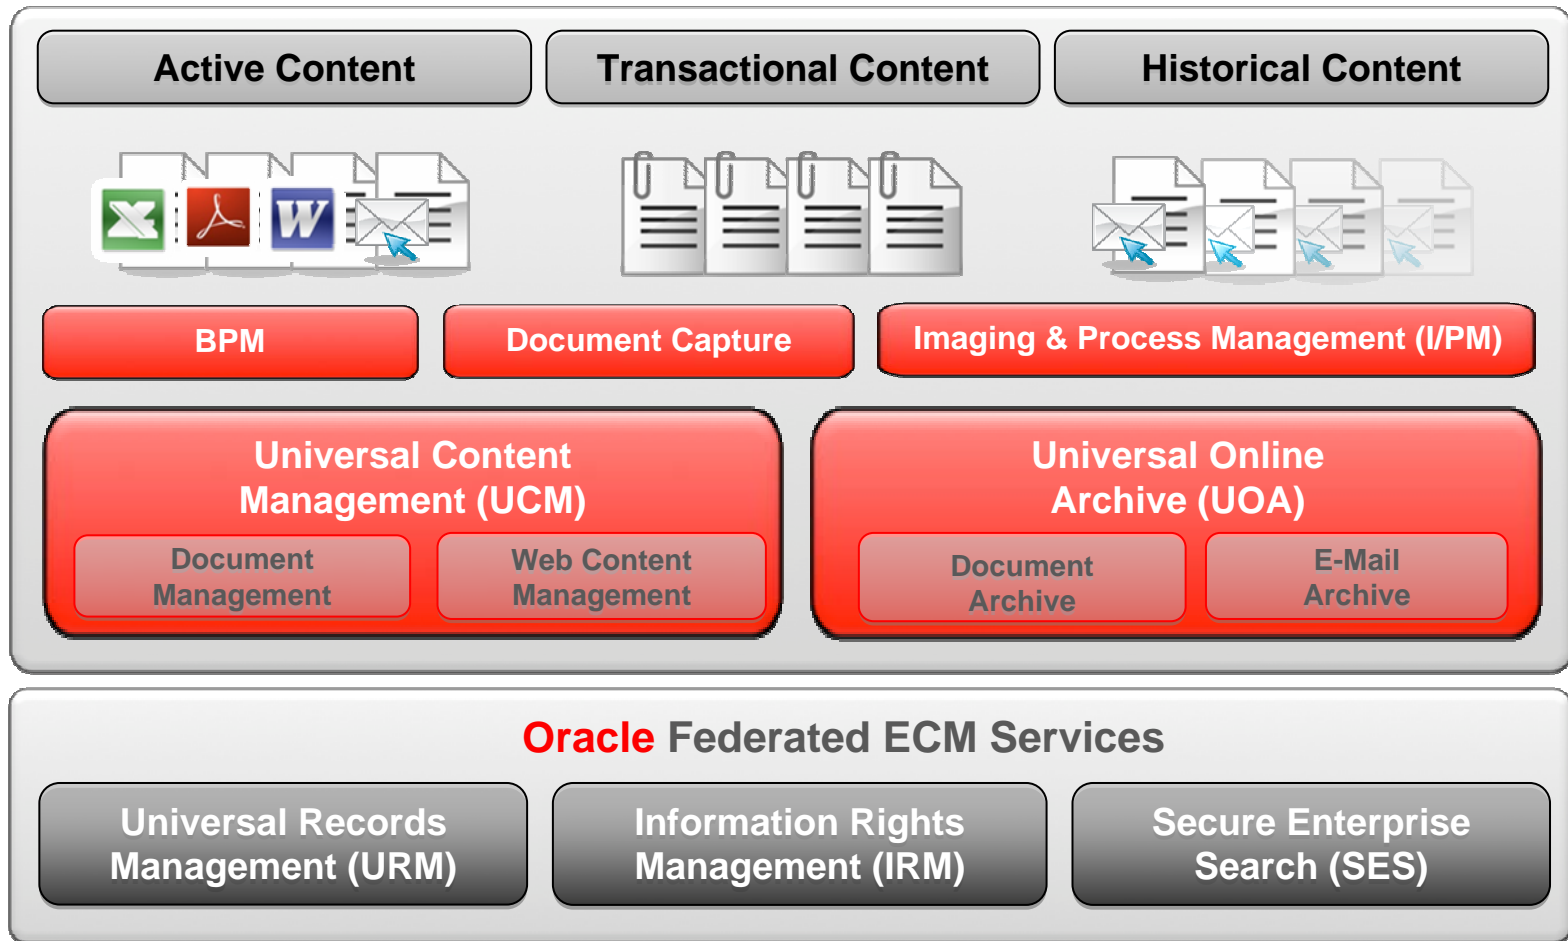 Active Content
Transactional Content
Historical Content
X
W
BPM
Document Capture
Imaging & Process Management (I/PM)
Universal Content
Management (UCM)
Document
Management
Web Content
Management
Universal Online
Archive (UOA)
Document
Archive
E-Mail
Archive
Oracle Federated ECM Services
Universal Records
Management (URM)
Information Rights
Management (IRM)
Secure Enterprise
Search (SES)